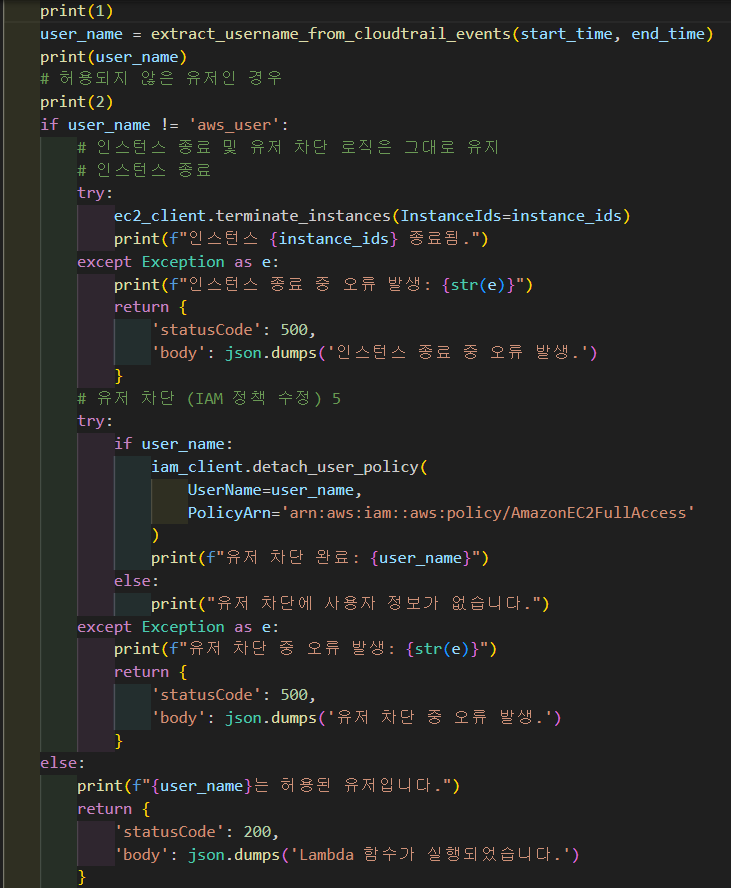 print(1)
user_name = extract_username_from_cloudtrail_events(start_time, end_time)
print(user_name)
# 허용되지 않은 유저인 경우
print(2)
if user_name != 'aws_user':
# 인스턴스 종료 및 유저 차단 로직은 그대로 유지
# 인스턴스 종료
try:
ec2_client.terminate_instances(InstanceIds=instance_ids)
print(f"인스턴스 {instance_ids} 종료됨.")
except Exception as e:
print(f"인스턴스 종료 중 오류 발생: {str(e)}")
return {
'statusCode': 500,
'body': json.dumps('인스턴스 종료 중 오류 발생.')
}
# 유저 차단 (IAM 정책 수정) 5
try:
if user_name:
iam_client.detach_user_policy(
UserName=user_name,
PolicyArn='arn:aws:iam::aws:policy/AmazonEC2FullAccess'
)
print(f"유저 차단 완료: {user_name}")
else:
print("유저 차단에 사용자 정보가 없습니다.")
except Exception as e:
print(f"유저 차단 중 오류 발생: {str(e)}")
return {
'statusCode': 500,
'body': json.dumps('유저 차단 중 오류 발생.')
}
else:
print(f"{user_name}는 허용된 유저입니다.")
return {
'statusCode': 200,
'body': json.dumps('Lambda 함수가 실행되었습니다.')
}